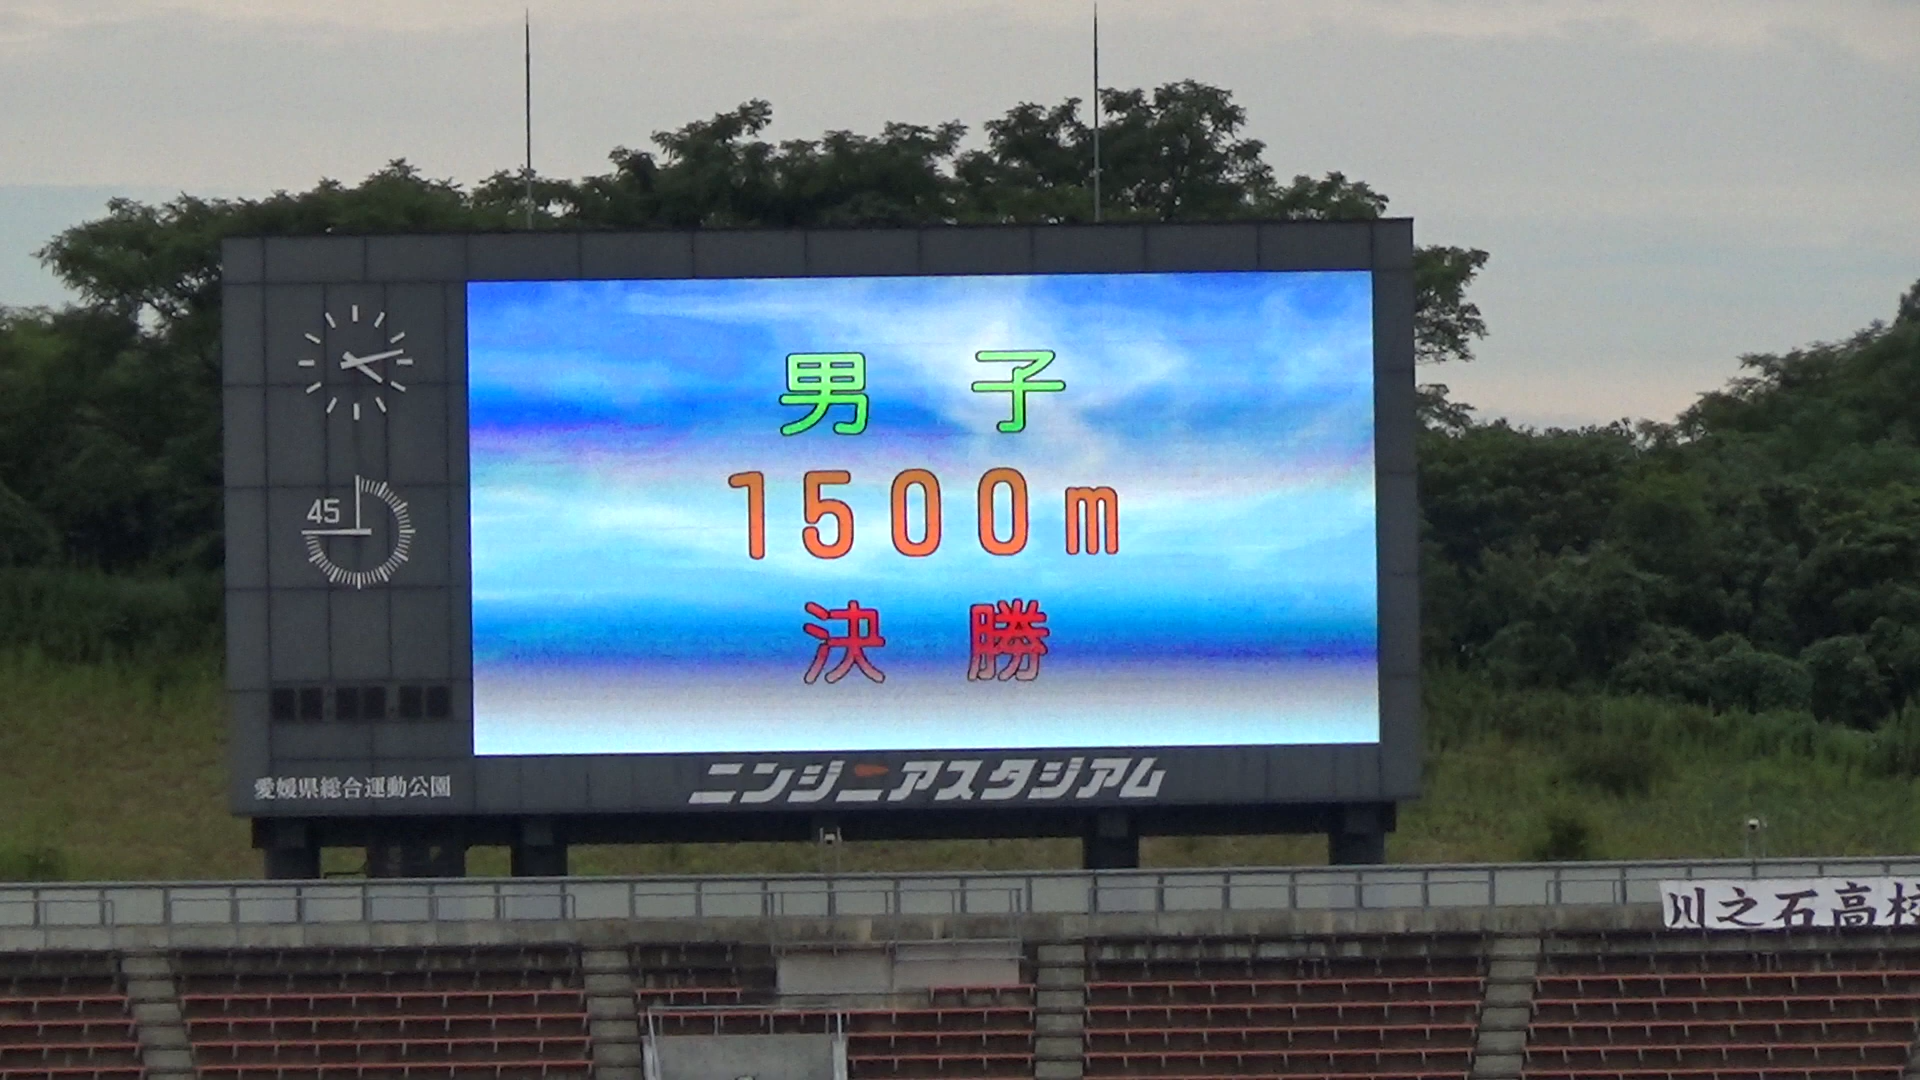 男子
1500m
決勝
45
愛媛県総合運動公園
ニンジニアスタジアム
川之石高校